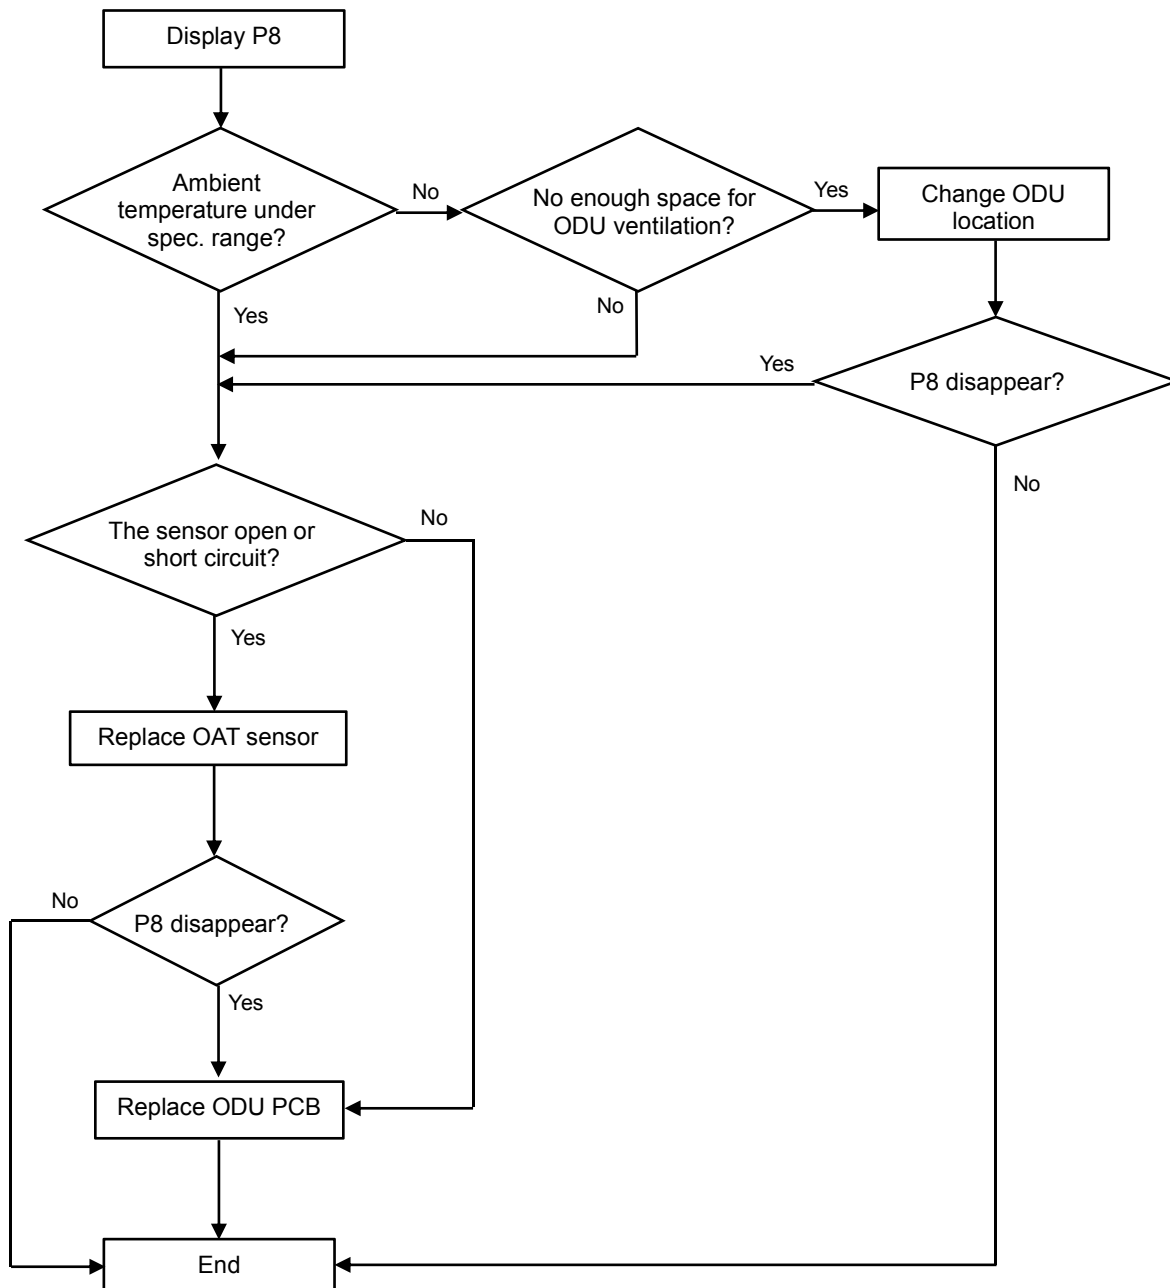 Display P8
Ambient
temperature under
spec. range?
No
No enough space for
ODU ventilation?
Yes
Change ODU
location
Yes
No
Yes
P8 disappear?
No
The sensor open or
short circuit?
No
Yes
Replace OAT sensor
No
P8 disappear?
Yes
Replace ODU PCB
End